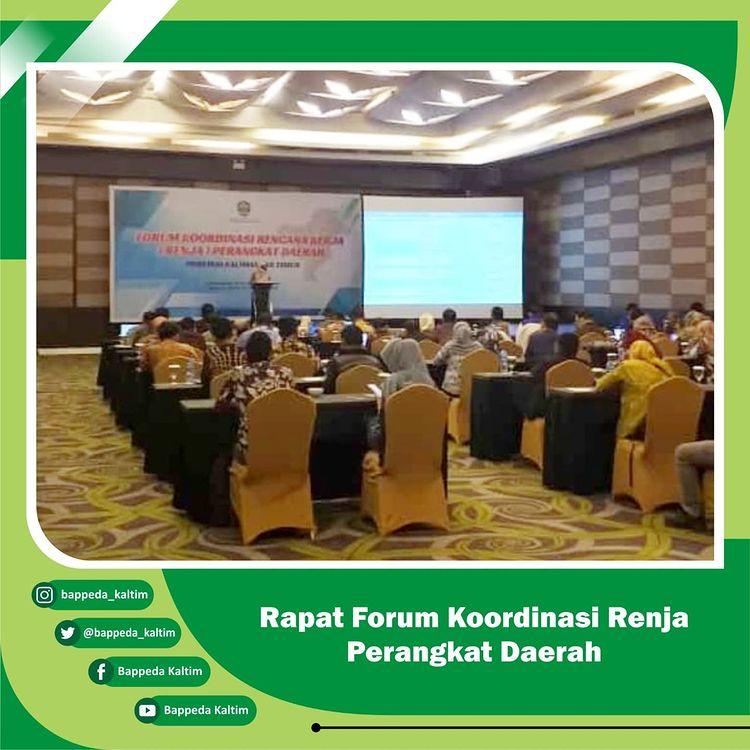 FORUM KOORDINASI RENCANA KERJA
( RENJA ) PERANGKAT DAERAH
bappeda_kaltim
@bappeda_kaltim
Bappeda Kaltim
Bappeda Kaltim
Rapat Forum Koordinasi Renja
Perangkat Daerah